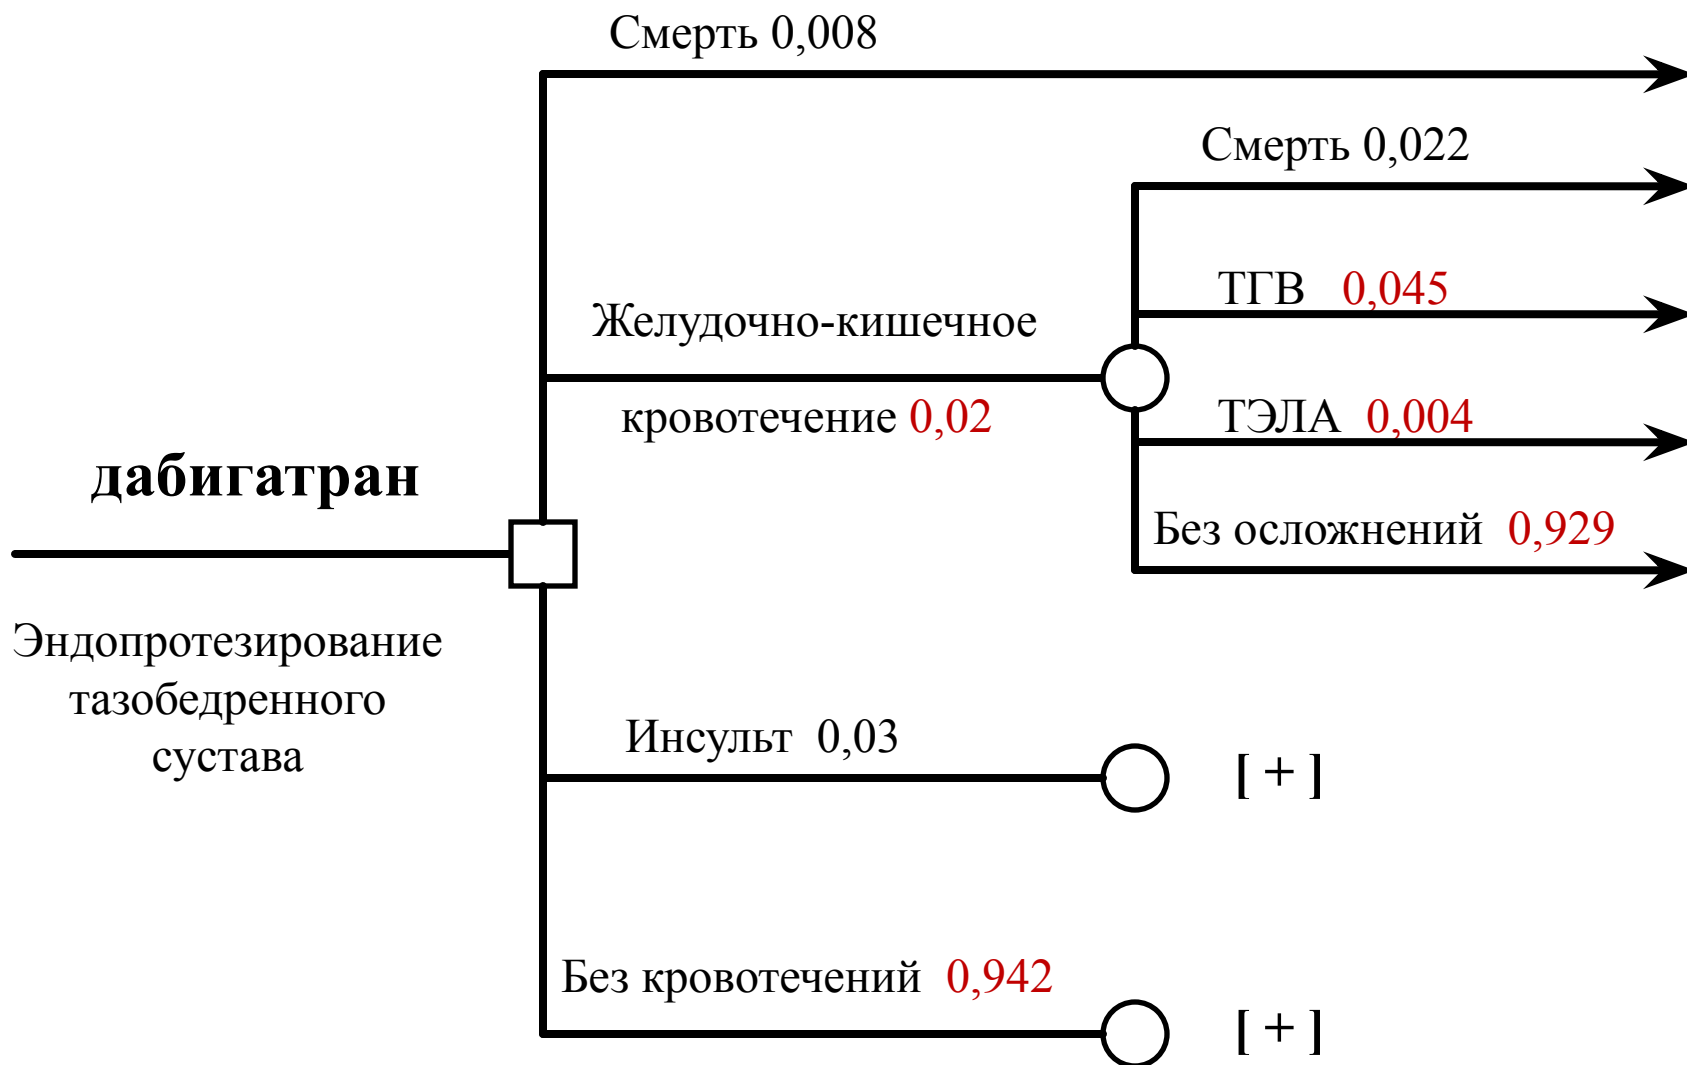 Смерть 0,008
Смерть 0,022
ТГВ 0,045
Желудочно-кишечное
кровотечение 0,02
ТЭЛА 0,004
дабигатран
Без осложнений 0,929
Эндопротезирование
тазобедренного
сустава
Инсульт 0,03
[ + ]
Без кровотечений 0,942
[ + ]